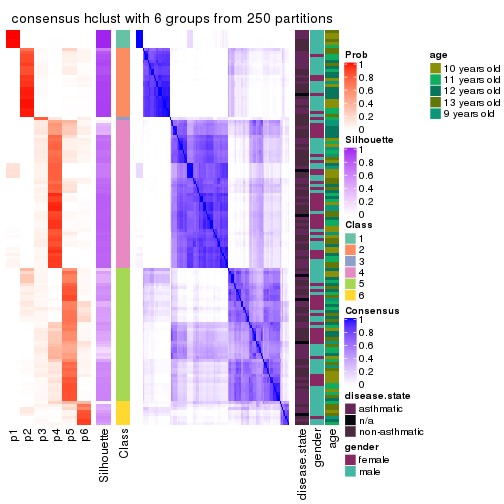 consensus hclust with 6 groups from 250 partitions
Prob
1
0.8
0.6
0.4
0.2
0
Silhouette
1
0.8
0.6
0.4
0.2
0
Class
1
2
3
4
5
6
Consensus
1
0.8
0.6
0.4
0.2
0
disease.state
asthmatic
n/a
non-asthmatic
gender
female
male
age
10 years old
11 years old
12 years old
13 years old
9 years old
p1
p2
p3
p4
p5
p6
Silhouette
Class
disease.state
gender
age